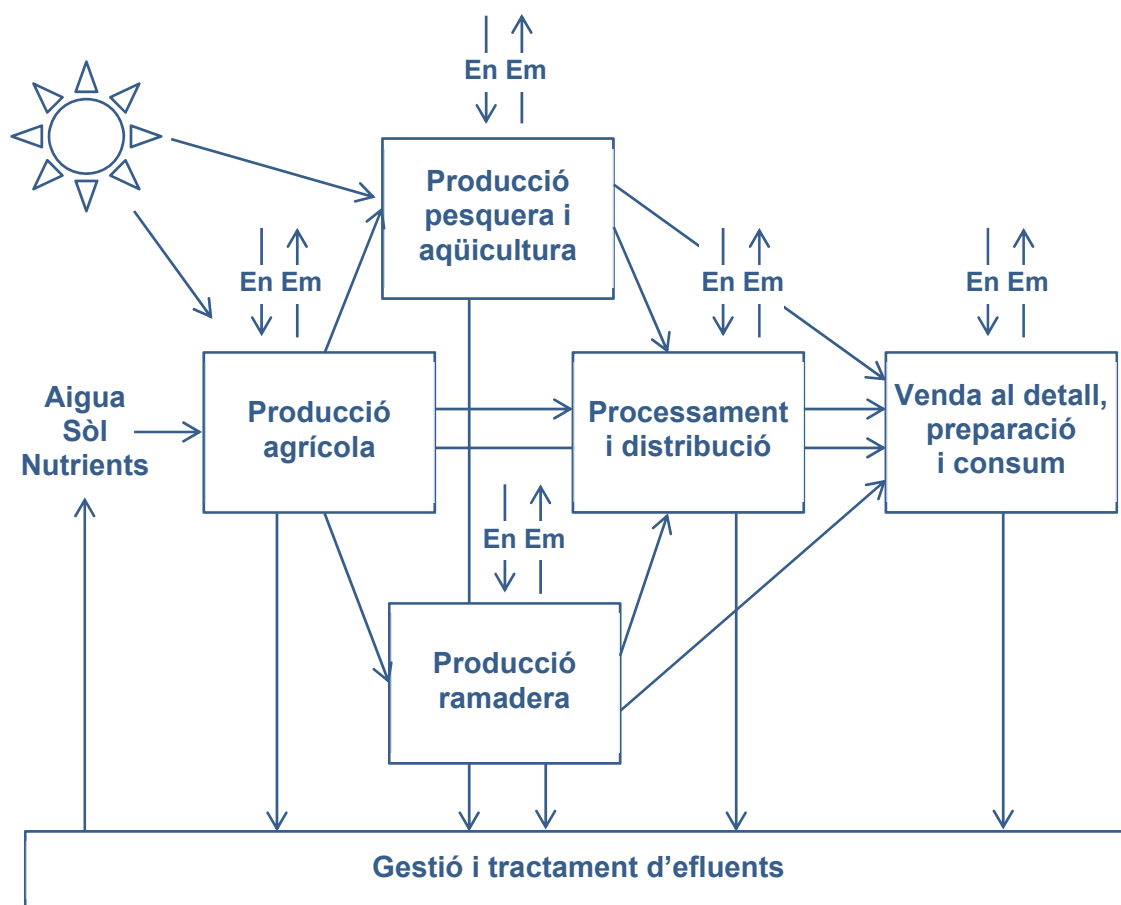 En Em
Producció
pesquera i
aqüicultura
En Em
En Em
En Em
Aigua
Sòl
Nutrients
Producció
agrícola
Processament
i distribució
Venda al detall,
preparació
i consum
En Em
Producció
ramadera
Gestió i tractament d’efluents